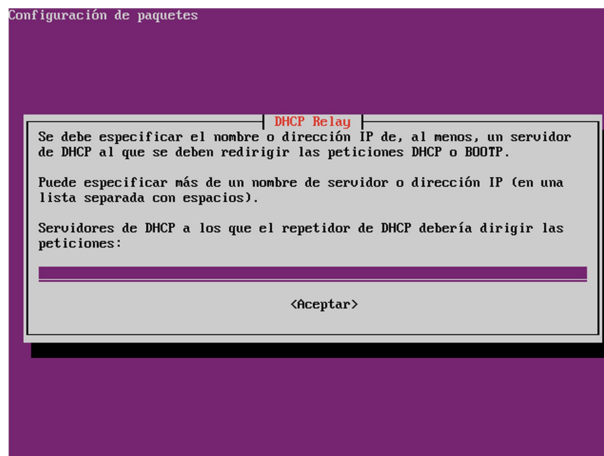 Configuración de paquetes
DHCP Relay
Se debe especificar el nombre o dirección IP de, al menos, un servidor
de DHCP al que se deben redirigir las peticiones DHCP o BOOTP.
Puede especificar más de un nombre de servidor o dirección IP (en una
lista separada con espacios).
Servidores de DHCP a los que el repetidor de DHCP debería dirigir las
peticiones:
<Aceptar>